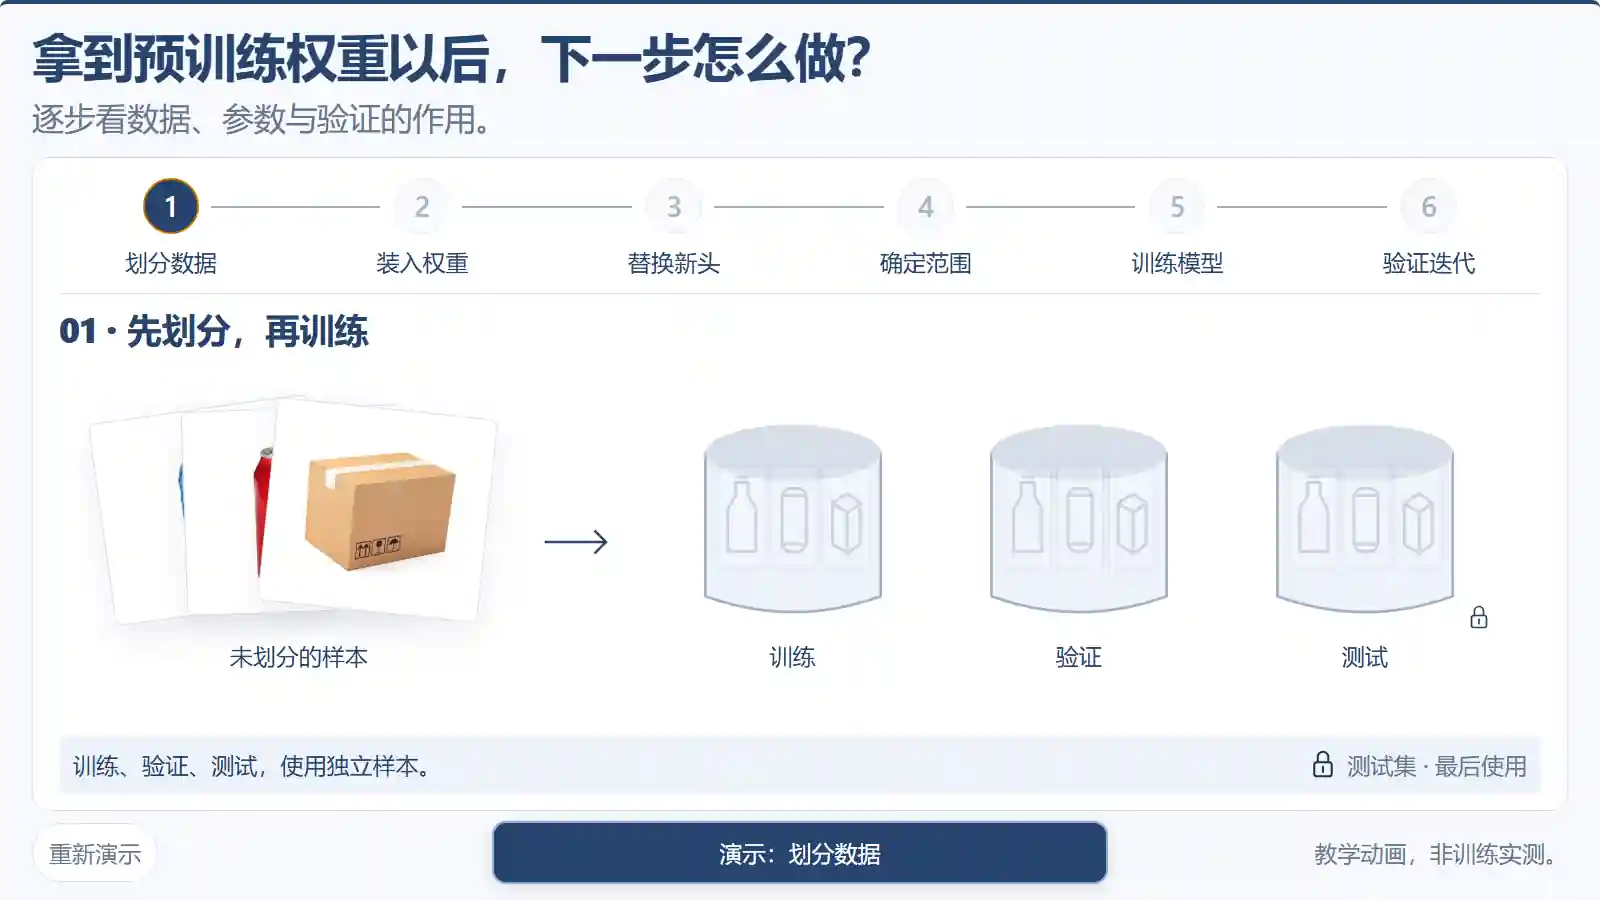 拿到预训练权重以后，下一步怎么做？
逐步看数据、参数与验证的作用。
1
2
3
4
5
6
划分数据
装入权重
替换新头
确定范围
训练模型
验证迭代
01 · 先划分，再训练
未划分的样本
训练
验证
测试
训练、验证、测试，使用独立样本。
测试集 · 最后使用
重新演示
演示：划分数据
教学动画，非训练实测。